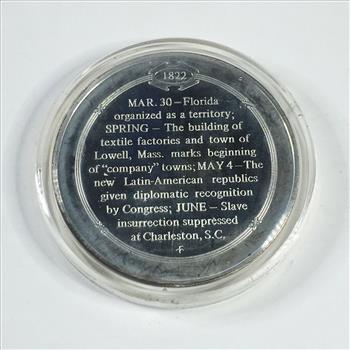 1822
MAR. 30 – Florida
organized as a territory;
SPRING – The building of
textile factories and town of
Lowell, Mass. marks beginning
of "company" towns; MAY 4 – The
new Latin-American republics
given diplomatic recognition
by Congress; JUNE – Slave
insurrection suppressed
at Charleston, S.C.